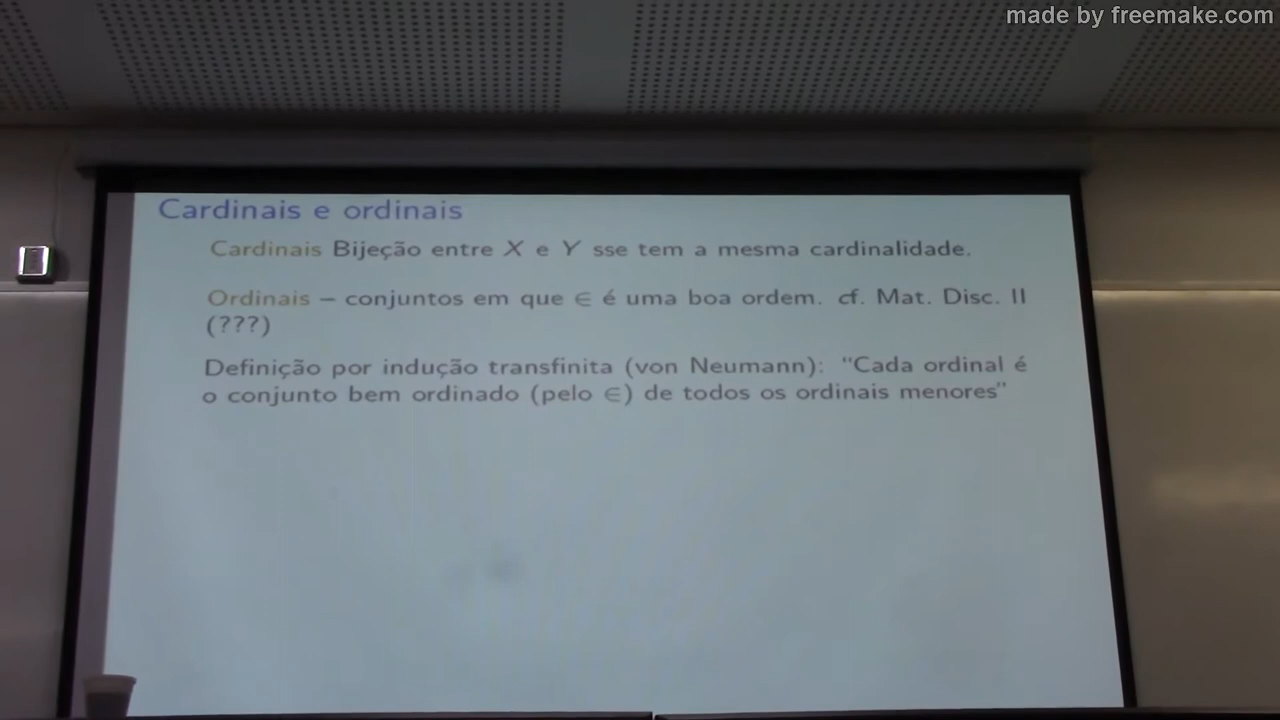 made by freemake.com
Cardinais e ordinais
Cardinais Bijeção entre X e Y sse tem a mesma cardinalidade.
Ordinais – conjuntos em que ∈ é uma boa ordem. cf. Mat. Disc. II
(???)
Definição por indução transfinita (von Neumann): “Cada ordinal é
o conjunto bem ordinado (pelo ∈) de todos os ordinais menores”